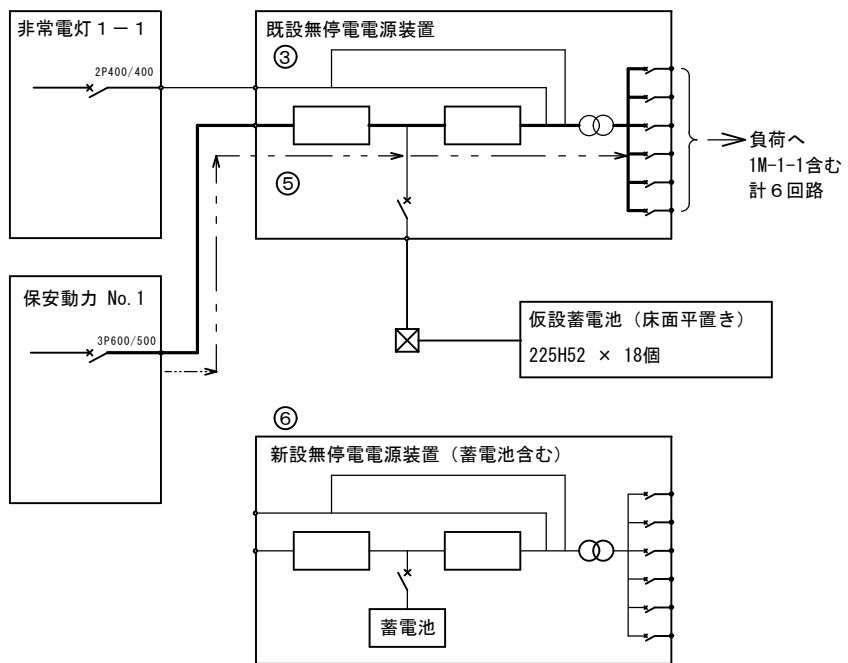 非常電灯1-1
2P400/400
既設無停電電源装置
③
⑤
負荷へ
1M-1-1含む
計6回路
保安動力 No.1
3P600/500
仮設蓄電池(床面平置き)
225H52 × 18個
⑥
新設無停電電源装置(蓄電池含む)
蓄電池